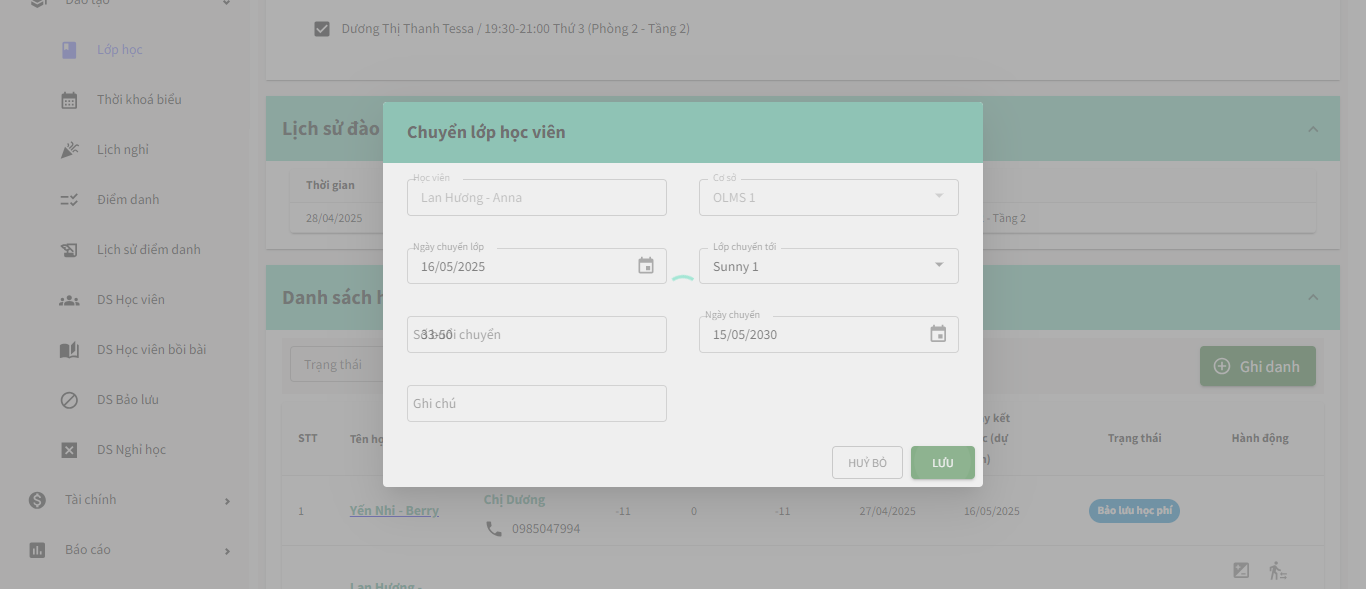 Đào tạo
Lớp học
Thời khoá biểu
Lịch nghỉ
Điểm danh
Lịch sử điểm danh
DS Học viên
DS Học viên bồi bài
DS Bảo lưu
DS Nghỉ học
Tài chính
Báo cáo
Dương Thị Thanh Tessa / 19:30-21:00 Thứ 3 (Phòng 2 - Tầng 2)
Lịch sử đào
Thời gian
28/04/2025
- Tầng 2
Chuyển lớp học viên
Học viên
Lan Hương - Anna
Cơ sở
OLMS 1
Ngày chuyển lớp
16/05/2025
Lớp chuyển tới
Sunny 1
Số buổi chuyển
33-50
Ngày chuyển
15/05/2030
Ghi chú
HUỶ BỎ
LƯU
Danh sách h
Trạng thái
Ghi danh
STT
Tên họ
y kết
c (dự
n)
Trạng thái
Hành động
1
Yến Nhi - Berry
Chị Dương
0985047994
-11
0
-11
27/04/2025
16/05/2025
Bảo lưu học phí
Lan Hương -